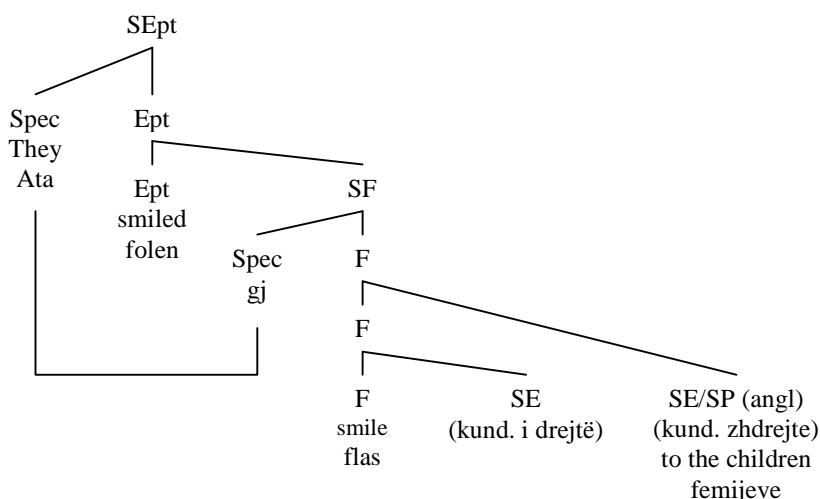 SEpt
Spec Ept
They
Ata
Ept SF
smiled
folen
Spec F
gj
F
F SE SE/SP (angl)
smile (kund. i drejtë) (kund. zhdrejte)
flas to the children
femijeve